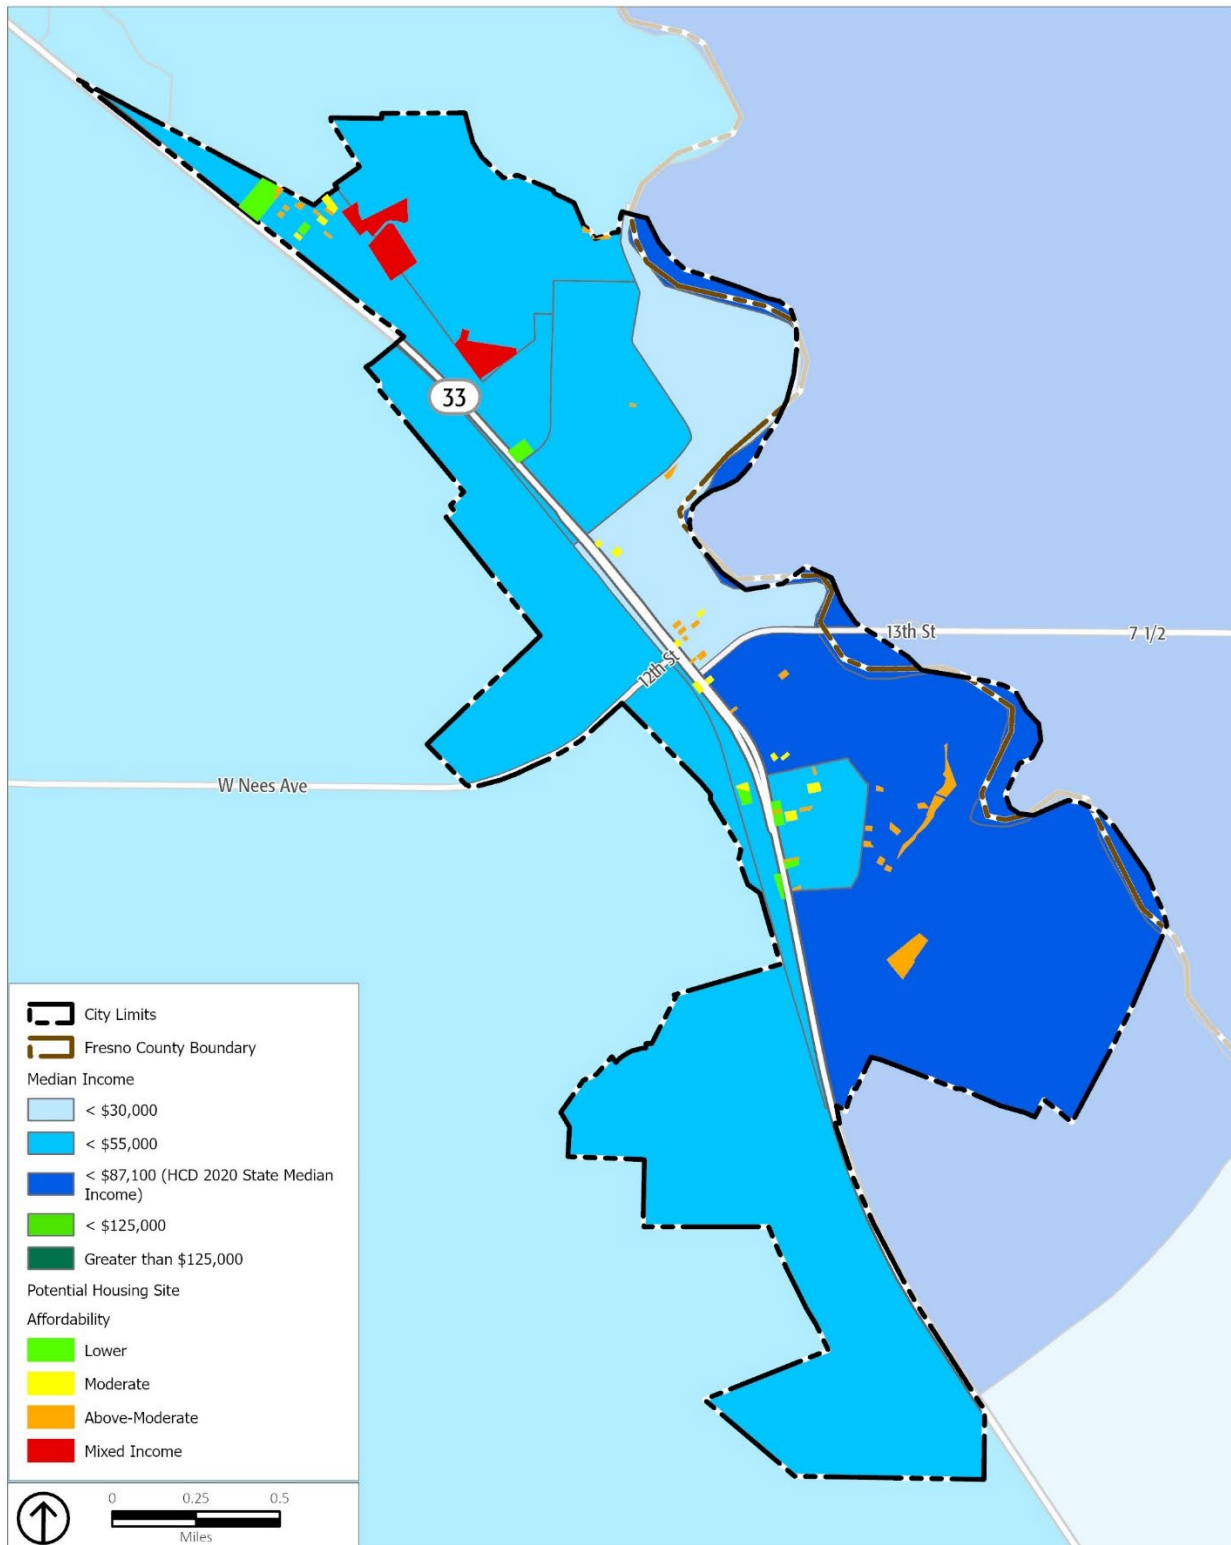 33
12th St
13th St
7 1/2
W Nees Ave
City Limits
Fresno County Boundary
Median Income
< $30,000
< $55,000
< $87,100 (HCD 2020 State Median
Income)
< $125,000
Greater than $125,000
Potential Housing Site
Affordability
Lower
Moderate
Above-Moderate
Mixed Income
0 0.25 0.5
Miles